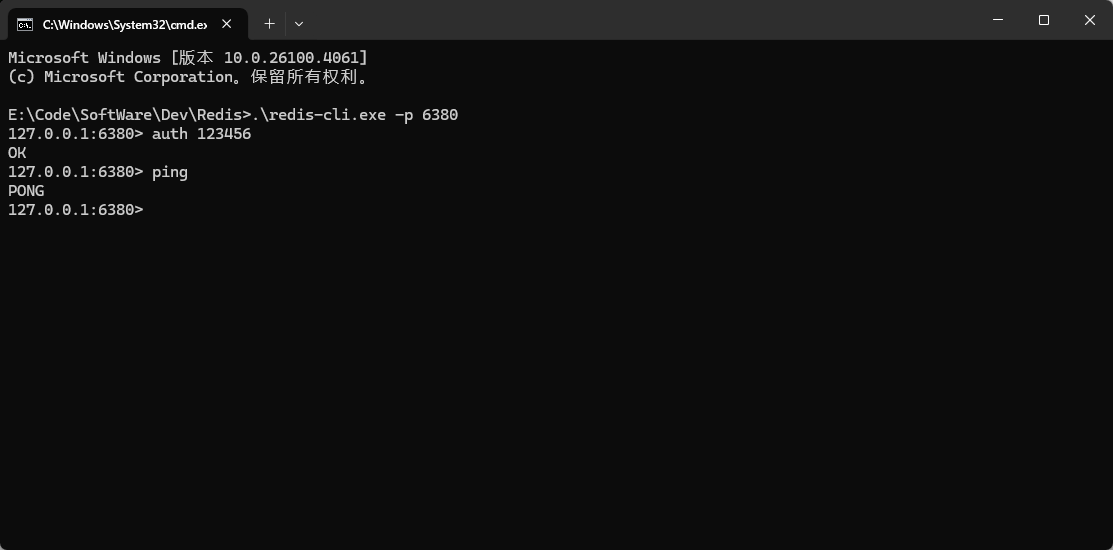 C:\Windows\System32\cmd.ex
Microsoft Windows [版本 10.0.26100.4061]
(c) Microsoft Corporation。保留所有权利。
E:\Code\SoftWare\Dev\Redis>.\redis-cli.exe -p 6380
127.0.0.1:6380> auth 123456
OK
127.0.0.1:6380> ping
PONG
127.0.0.1:6380>